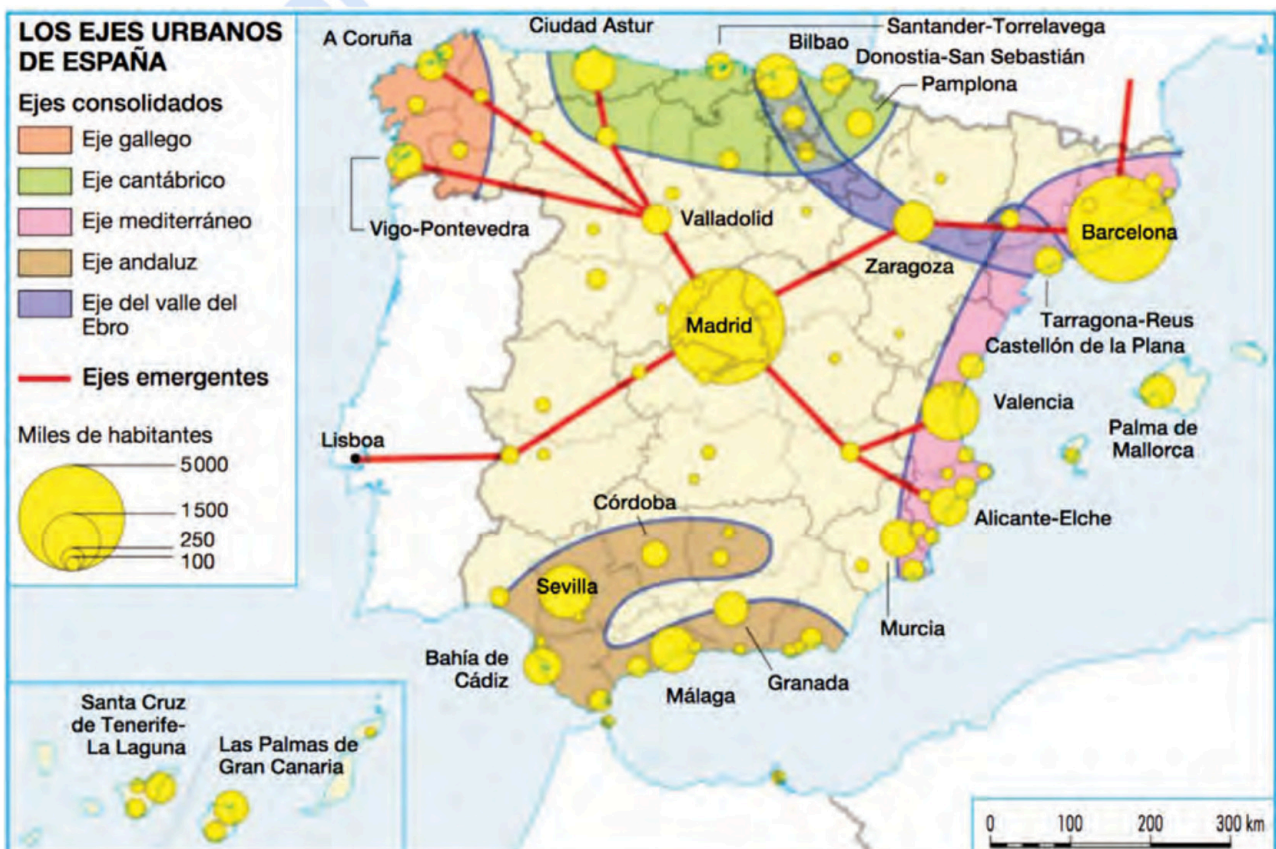 LOS EJES URBANOS
DE ESPAÑA
Ejes consolidados
Eje gallego
Eje cantábrico
Eje mediterráneo
Eje andaluz
Eje del valle del
Ebro
Ejes emergentes
Miles de habitantes
5000
1500
250
100
A Coruña
Ciudad Astur
Santander-Torrelavega
Bilbao
Donostia-San Sebastián
Pamplona
Vigo-Pontevedra
Valladolid
Zaragoza
Barcelona
Madrid
Tarragona-Reus
Castellón de la Plana
Valencia
Palma de
Mallorca
Lisboa
Córdoba
Alicante-Elche
Sevilla
Murcia
Bahía de
Cádiz
Málaga
Granada
Santa Cruz
de Tenerife-
La Laguna
Las Palmas de
Gran Canaria
0 100 200 300 km